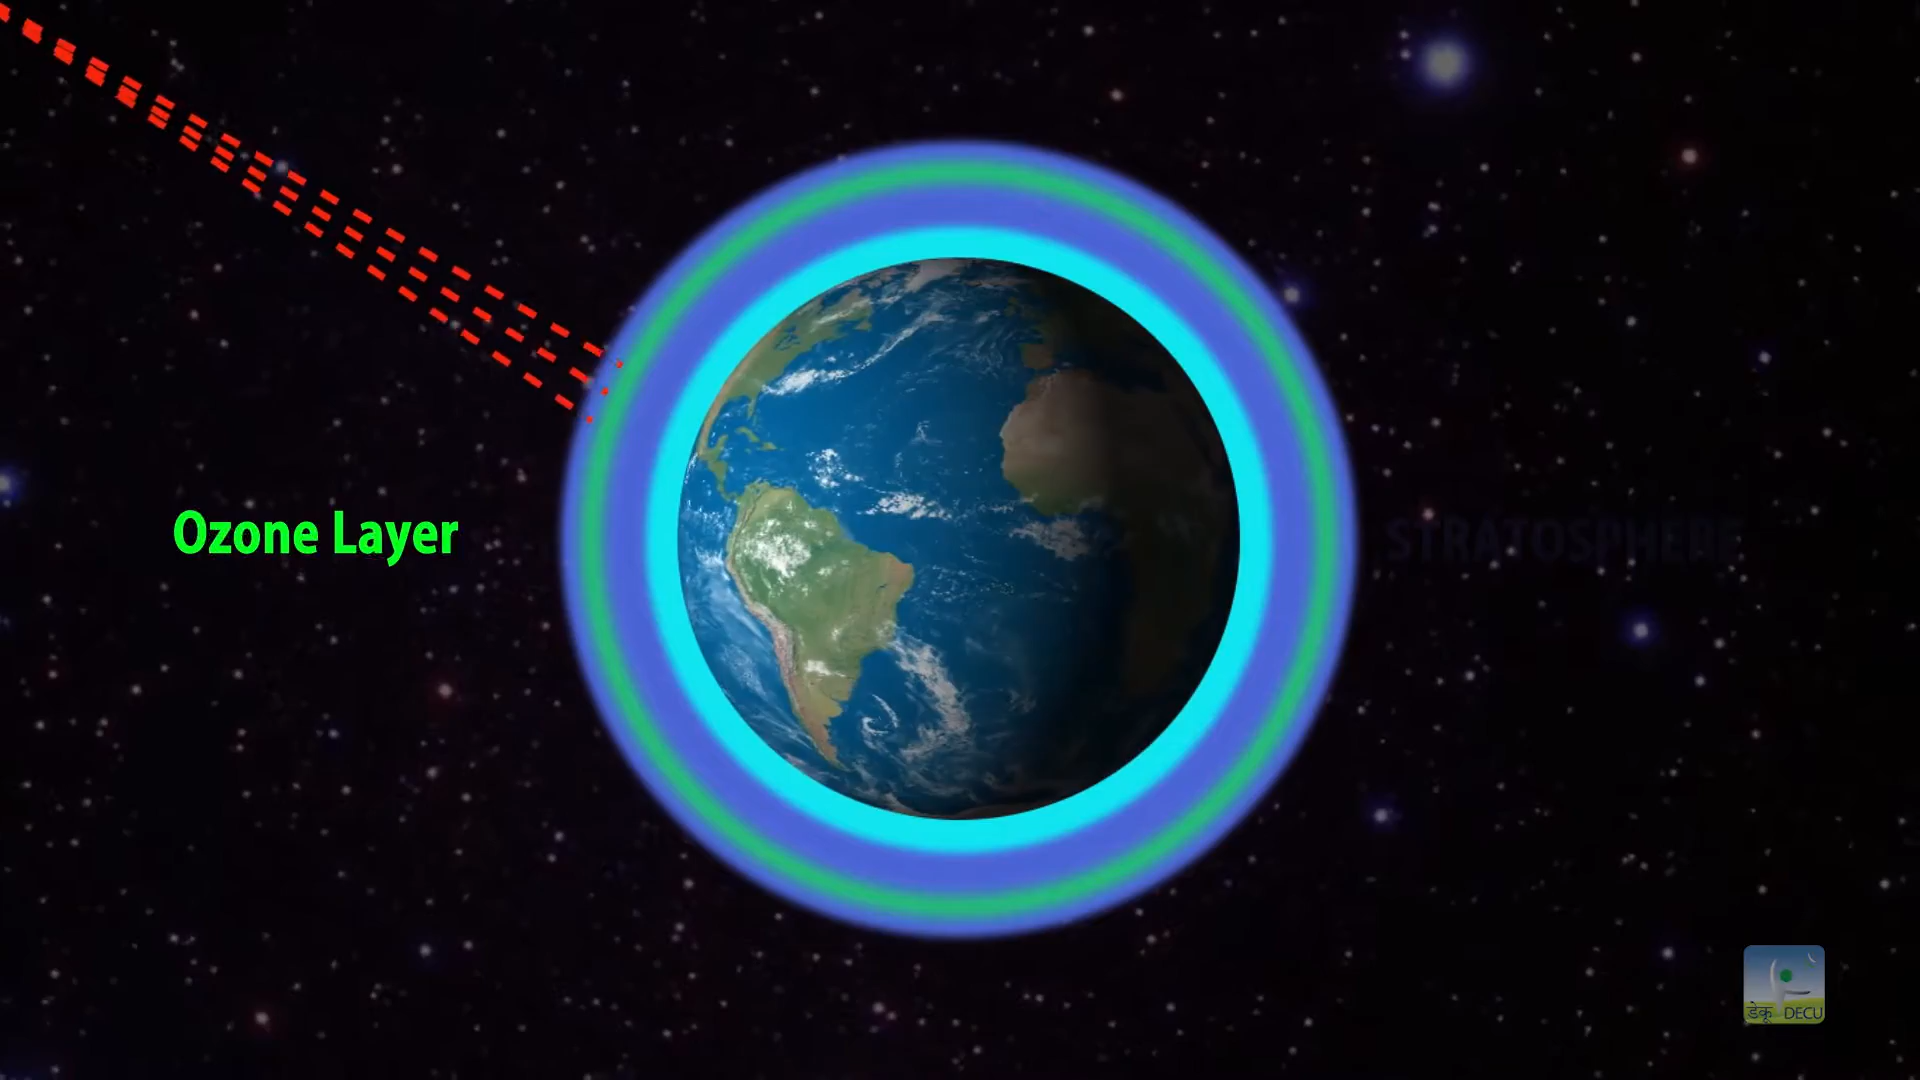 Ozone Layer
STRATOSPHERE
डेकू DECU